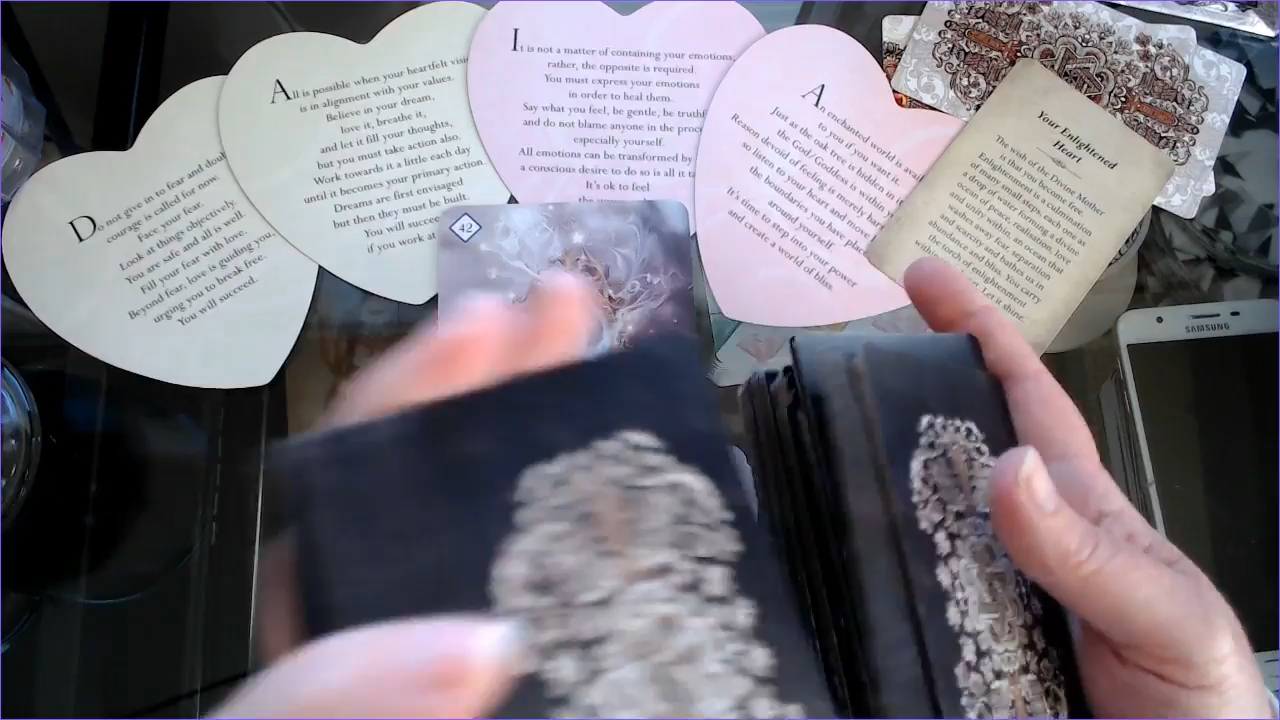 Do not give in to fear and
courage is called for now.
Face your fear.
Look at things objectively.
You are safe and all is well.
Fill your fear with love.
Beyond fear, love is guiding you,
urging you to break free.
You will succeed.
All is possible when your heartfelt
is in alignment with your values.
Believe in your dream,
love it, breathe it,
and let it fill your thoughts,
but you must take action also.
Work towards it a little each day
until it becomes your primary action.
Dreams are first envisaged
but then they must be built.
You will
if you work at
It is not a matter of containing your emotions;
rather, the opposite is required.
You must express your emotions
in order to heal them.
Say what you feel, be gentle, be
and do not blame anyone in the
especially yourself.
All emotions can be transformed by
a conscious desire to do so is all it
It's ok to feel
the
An enchanted world is
to you if you want it.
Just as the oak tree is hidden in
the God/Goddess is within
Reason devoid of feeling is merely
so listen to your heart and move
the boundaries you have
around yourself.
It's time to step into your power
and create a world of bliss.
Your Enlightened
Heart
The wish of the Divine Mother
is that you become free.
Enlightenment is a culmination
of many small steps, each one as
a drop of water forming a divine
ocean of peace, realisation, love
and unity within, an ocean that
washes away fear, separation
and scarcity and bathes us in
abundance and bliss. You carry
the torch of enlightenment
within
Let it shine.
42
SAMSUNG